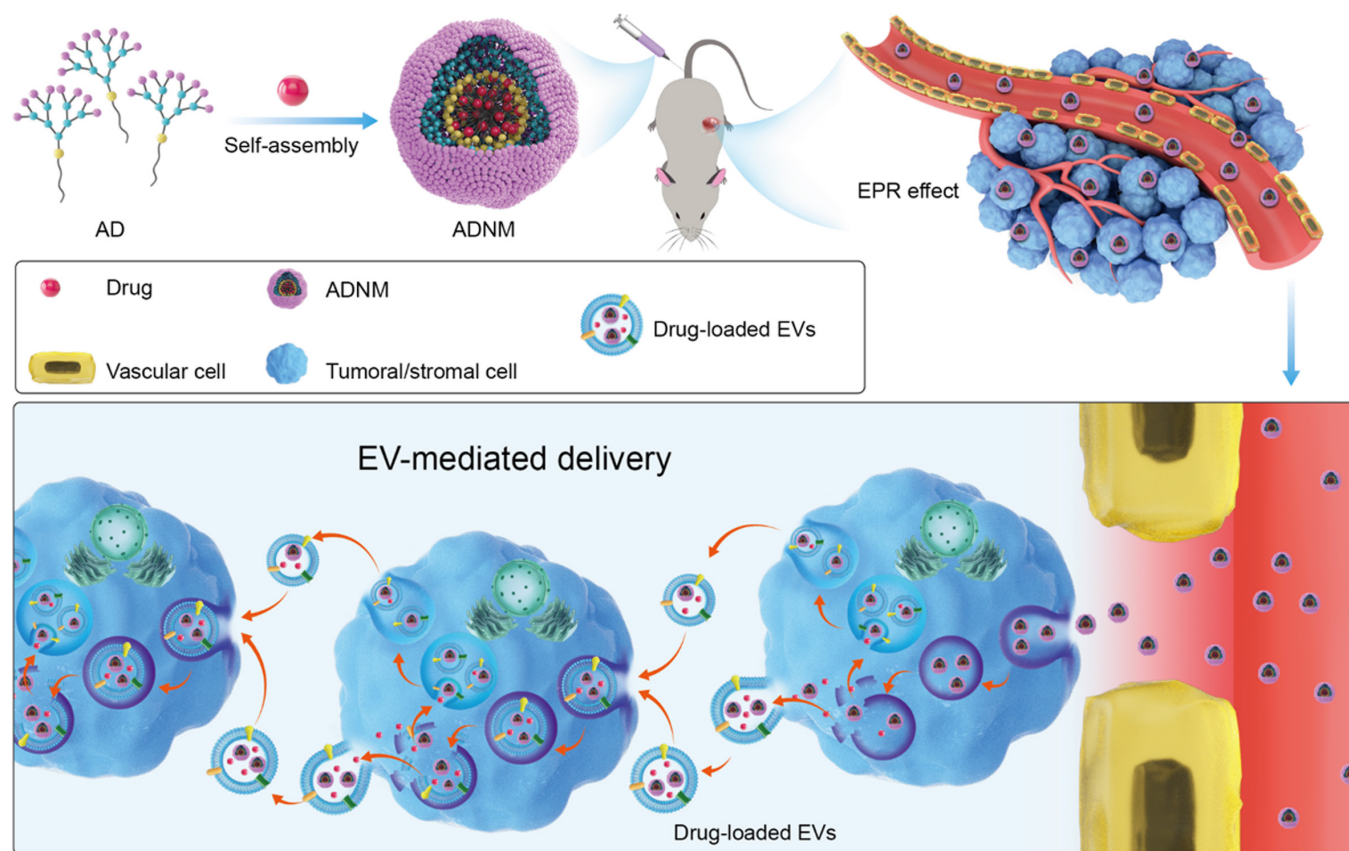 AD
Self-assembly
ADNM
EPR effect
Drug
ADNM
Drug-loaded EVs
Vascular cell
Tumoral/stromal cell
EV-mediated delivery
Drug-loaded EVs